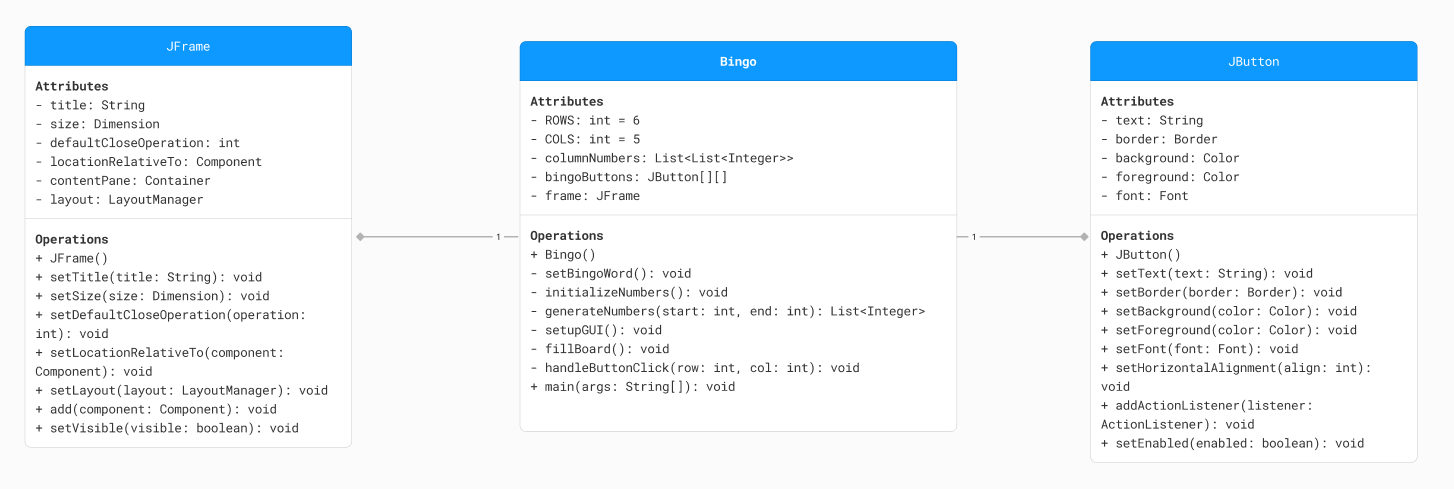 JFrame
Attributes
- title: String
- size: Dimension
- defaultCloseOperation: int
- locationRelativeTo: Component
- contentPane: Container
- layout: LayoutManager
Operations
+ JFrame()
+ setTitle(title: String): void
+ setSize(size: Dimension): void
+ setDefaultCloseOperation(operation:
int): void
+ setLocationRelativeTo(component:
Component): void
+ setLayout(layout: LayoutManager): void
+ add(component: Component): void
+ setVisible(visible: boolean): void
1
Bingo
Attributes
- ROWS: int = 6
- COLS: int = 5
- columnNumbers: List<List<Integer>>
- bingoButtons: JButton[][]
- frame: JFrame
Operations
+ Bingo()
- setBingoWord(): void
- initializeNumbers(): void
- generateNumbers(start: int, end: int): List<Integer>
- setupGUI(): void
- fillBoard(): void
- handleButtonClick(row: int, col: int): void
+ main(args: String[]): void
1
JButton
Attributes
- text: String
- border: Border
- background: Color
- foreground: Color
- font: Font
Operations
+ JButton()
+ setText(text: String): void
+ setBorder(border: Border): void
+ setBackground(color: Color): void
+ setForeground(color: Color): void
+ setFont(font: Font): void
+ setHorizontalAlignment(align: int):
void
+ addActionListener(listener:
ActionListener): void
+ setEnabled(enabled: boolean): void